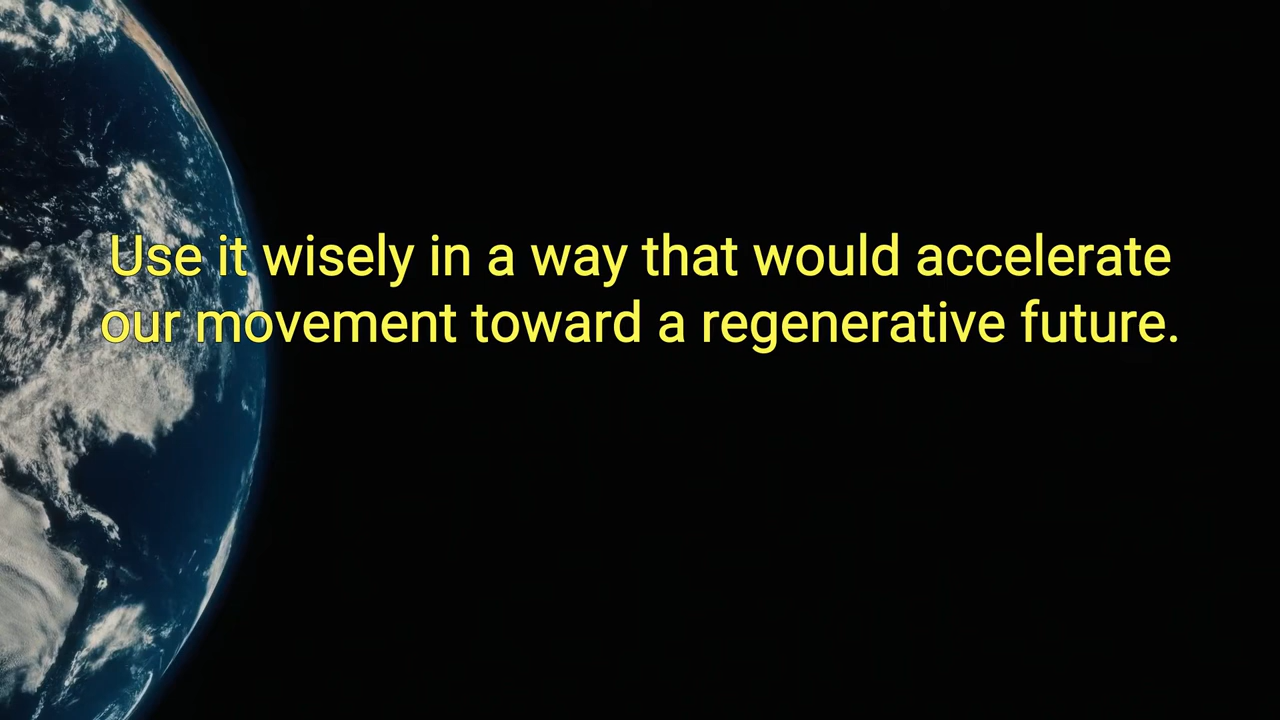 Use it wisely in a way that would accelerate
our movement toward a regenerative future.